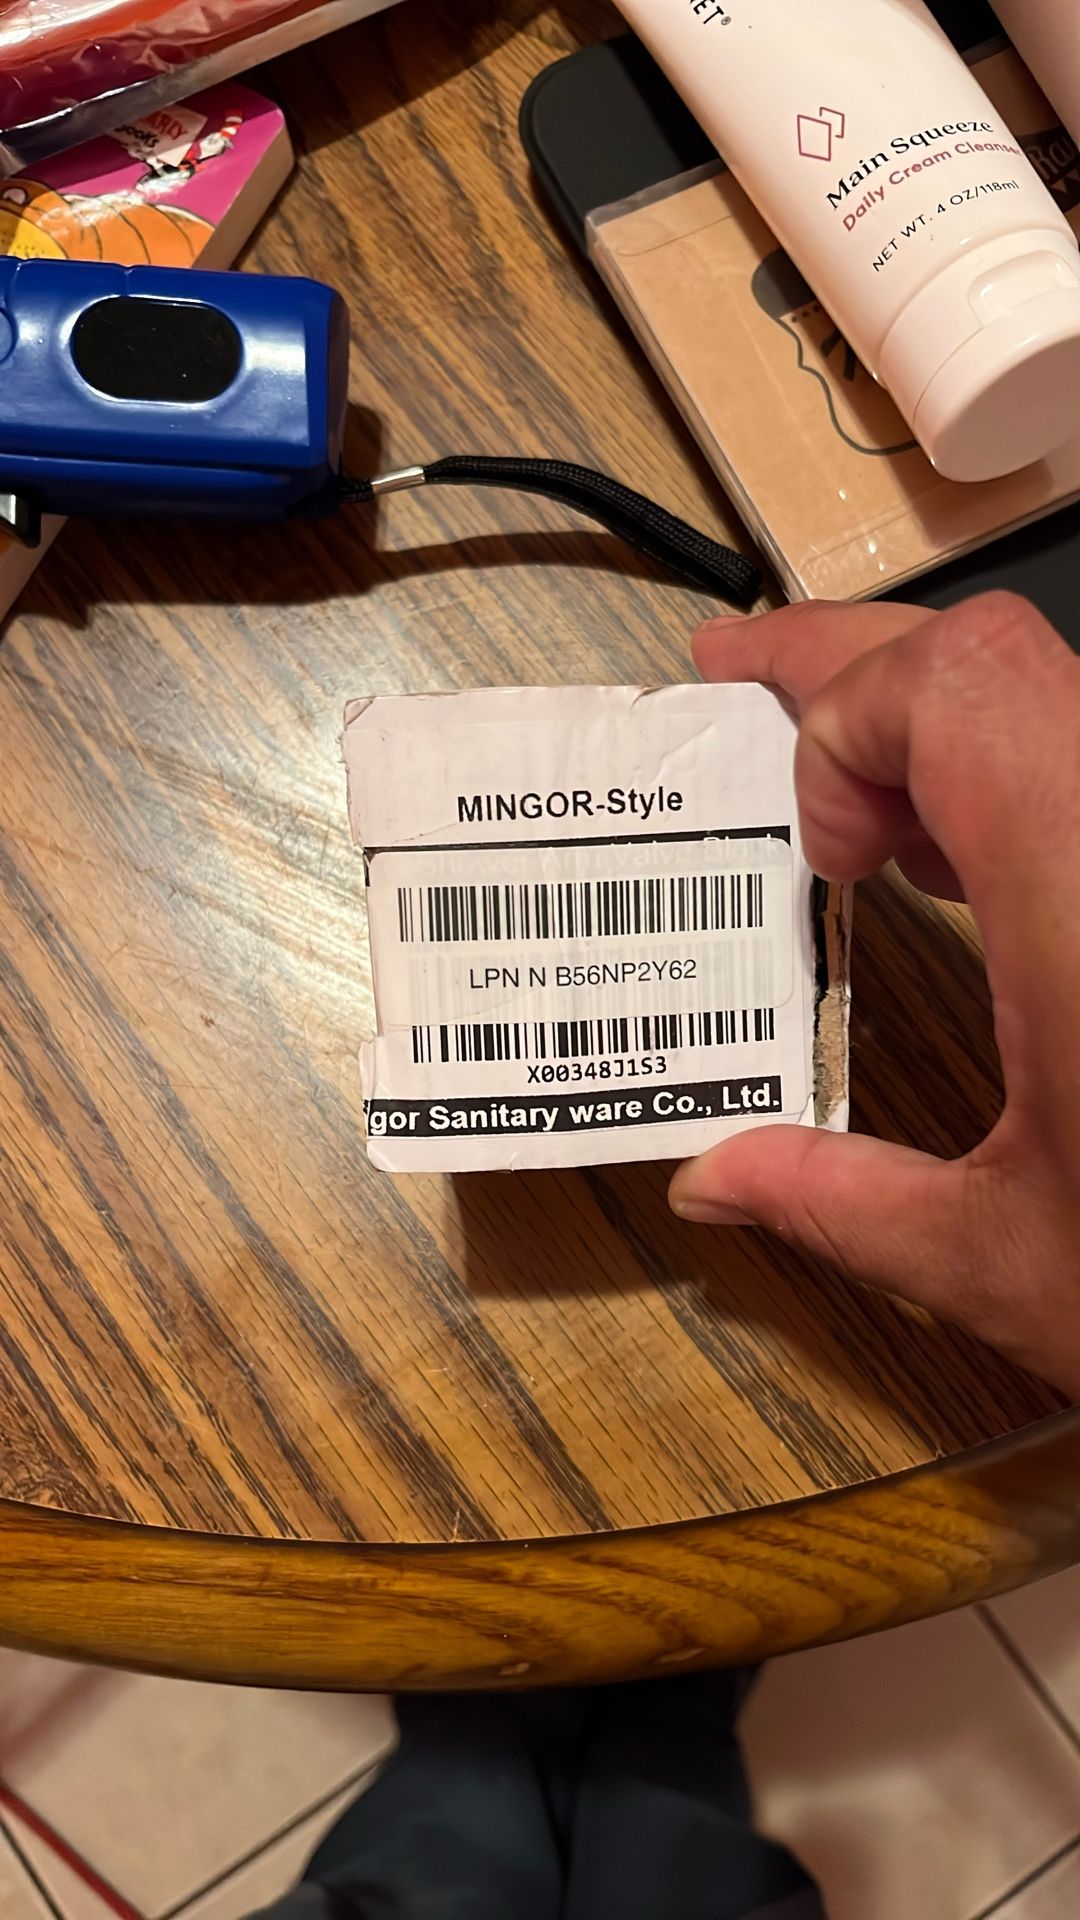 Main Squeeze
Daily Cream Cleanser
NET WT. 4 OZ/118ml
MINGOR-Style
LPN N B56NP2Y62
X00348J1S3
gor Sanitary ware Co., Ltd.